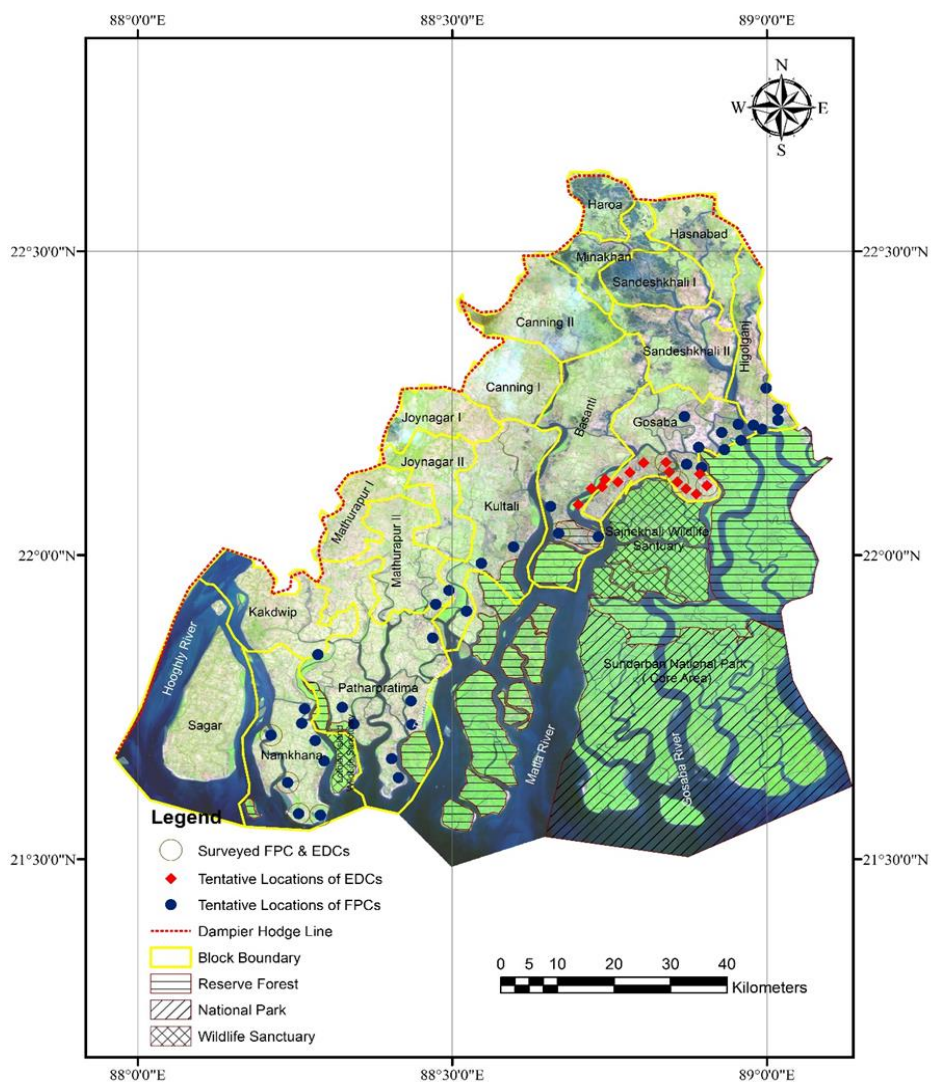 88°0'0"E 88°30'0"E 89°0'0"E
N
W E
S
22°30'0"N 22°30'0"N
22°0'0"N 22°0'0"N
21°30'0"N 21°30'0"N
Haroa
Hasnabad
Minakhan
Sandeshkhali I
Canning II
Sandeshkhali II
Higolganj
Canning I
Joynagar I
Basanti
Gosaba
Joynagar II
Mathurapur I
Kultali
Mathurapur II
Sajnekhali Wildlife
Santuary
Kakdwip
Hooghly River
Sundarban National Park
( Core Area)
Patharpratima
Sagar
Namkhana
Matla River
Gosaba River
Legend
Surveyed FPC & EDCs
Tentative Locations of EDCs
Tentative Locations of FPCs
Dampier Hodge Line
Block Boundary
Reserve Forest
National Park
Wildlife Sanctuary
0 5 10 20 30 40
Kilometers
88°0'0"E 88°30'0"E 89°0'0"E